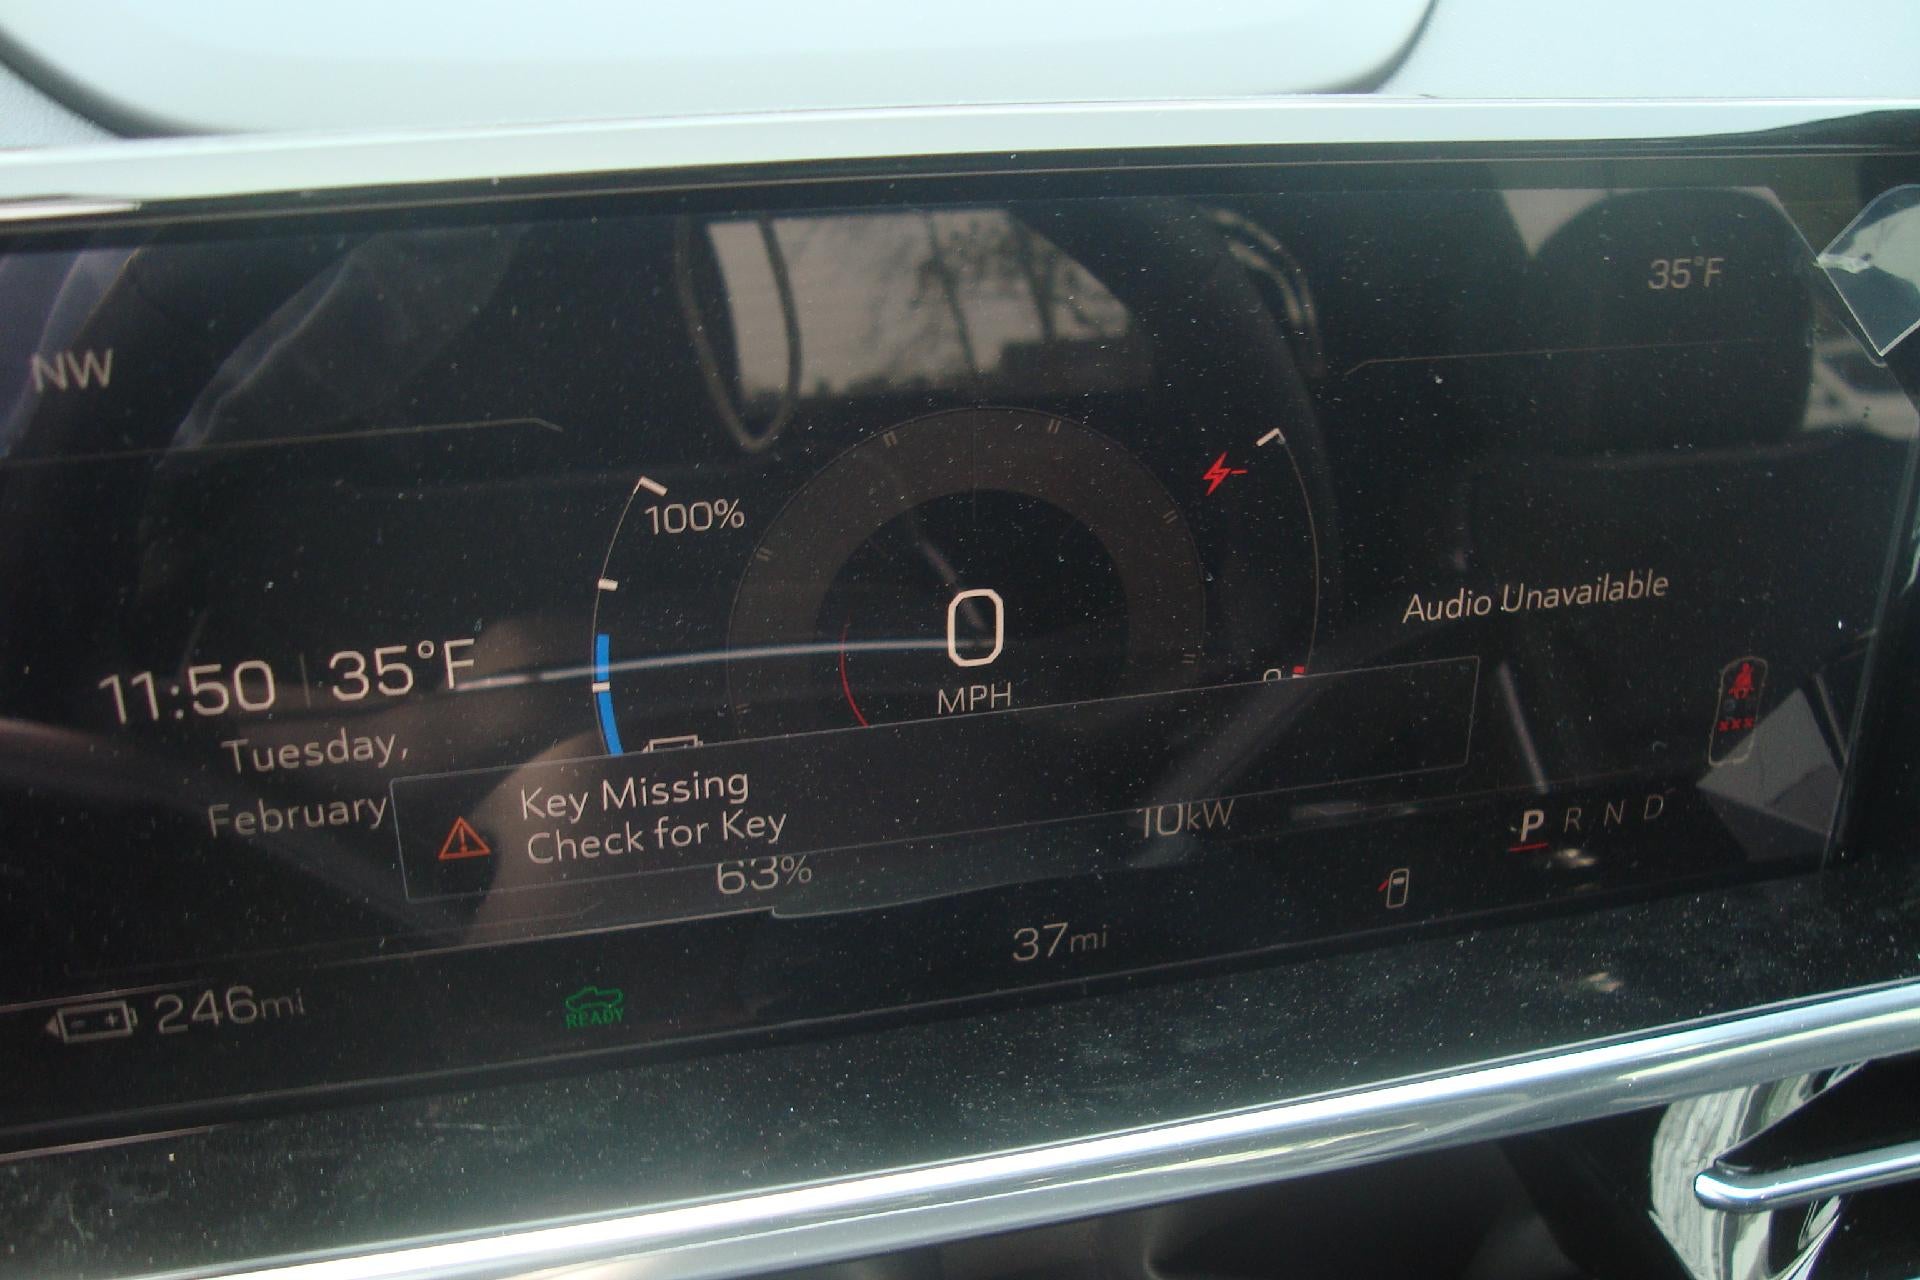 35°F
NW
100%
0
MPH
Audio Unavailable
11:50 | 35°F
Tuesday,
February
Key Missing
Check for Key
63%
10kW
P R N D
37mi
246mi
READY